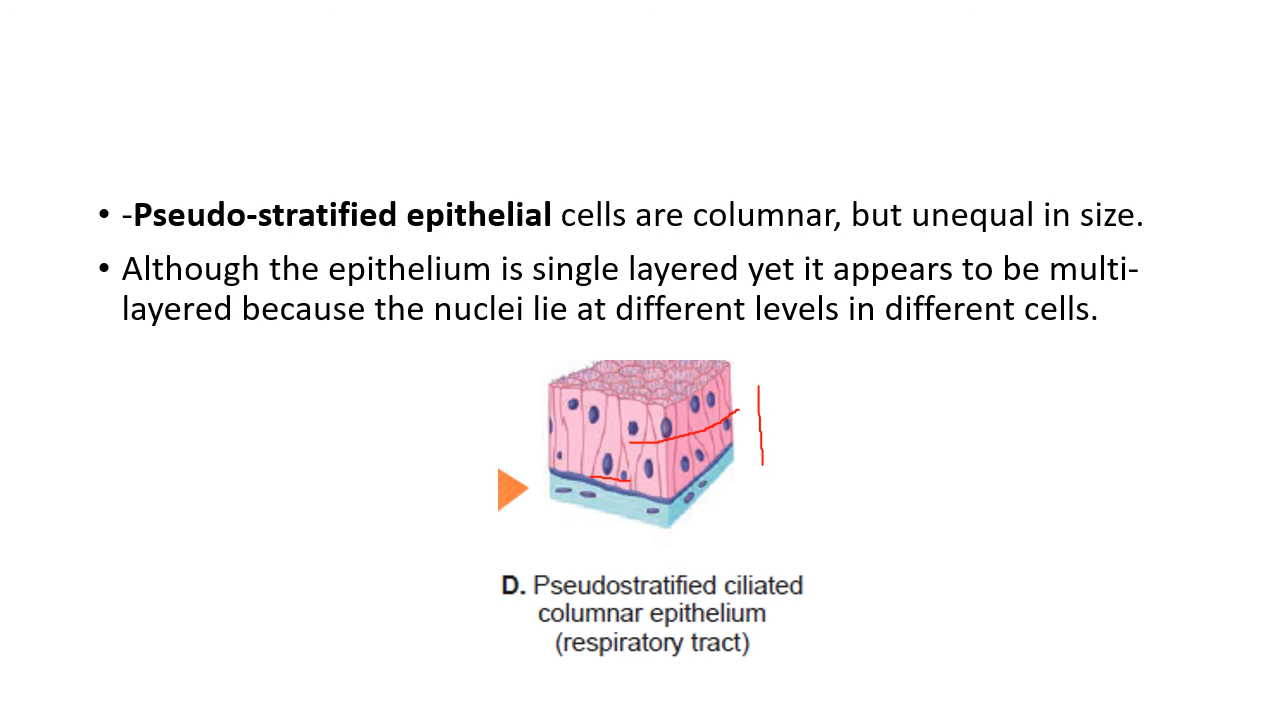 • -Pseudo-stratified epithelial cells are columnar, but unequal in size.
• Although the epithelium is single layered yet it appears to be multi-
layered because the nuclei lie at different levels in different cells.
D. Pseudostratified ciliated
columnar epithelium
(respiratory tract)